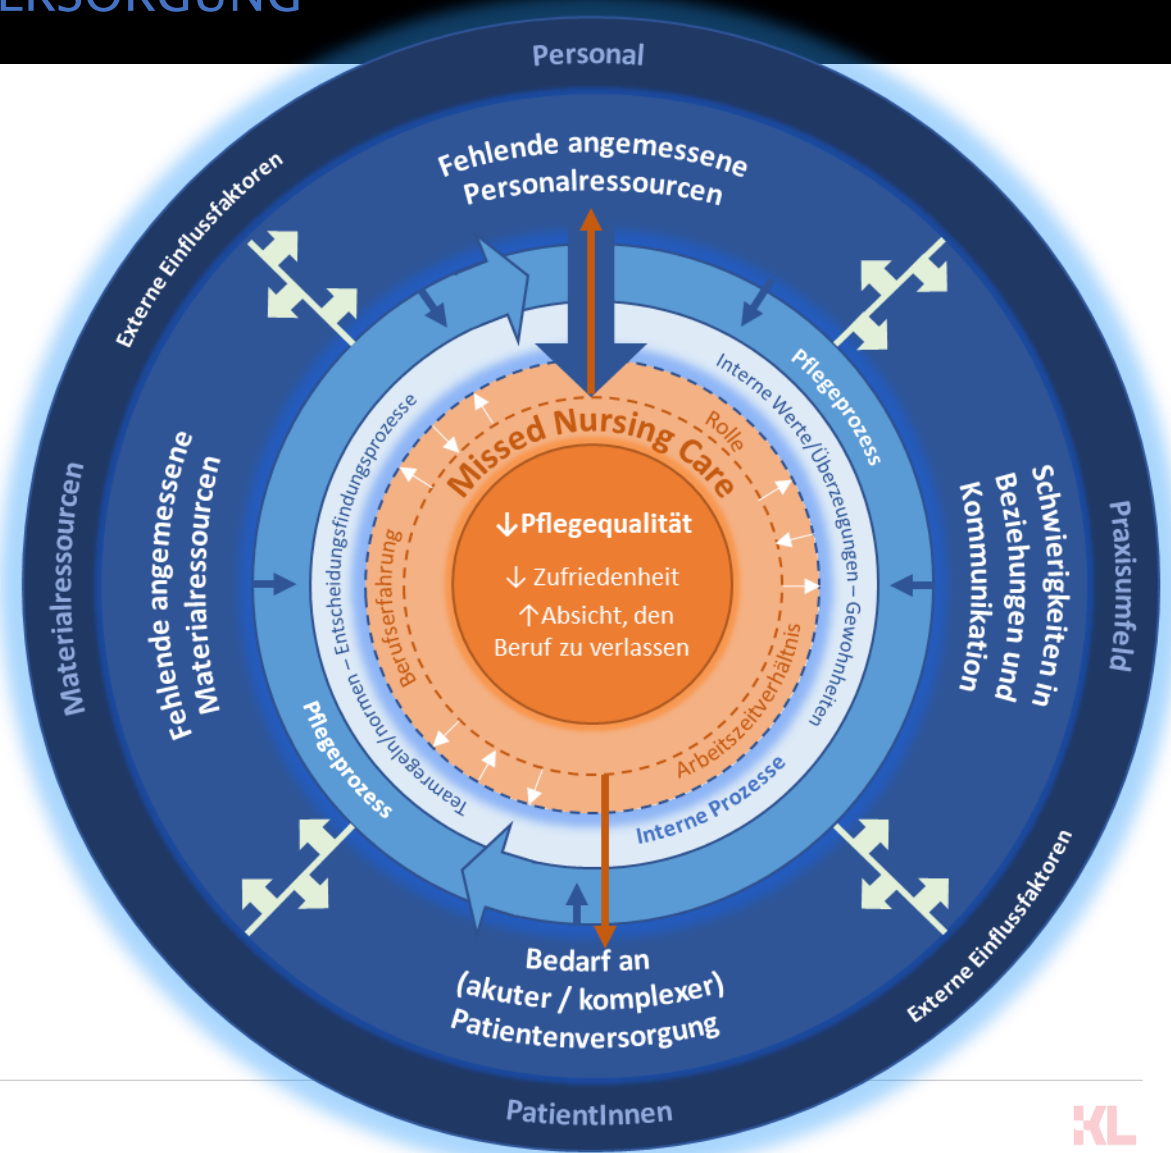 ERSORGUNG
Personal
Fehlende angemessene
Personalressourcen
Externe Einflussfaktoren
Materialressourcen
Fehlende angemessene
Materialressourcen
Pflegeprozess
Interne Werte/Überzeugungen – Gewohnheiten
Teamregeln/normen – Entscheidungsfindungsprozesse
Missed Nursing Care
Rolle
Berufserfahrung
Arbeitszeitverhältnis
↓Pflegequalität
↓ Zufriedenheit
↑Absicht, den
Beruf zu verlassen
Interne Prozesse
Pflegeprozess
Schwierigkeiten in
Beziehungen und
Kommunikation
Praxisumfeld
Bedarf an
(akuter / komplexer)
Patientenversorgung
Externe Einflussfaktoren
PatientInnen
KL